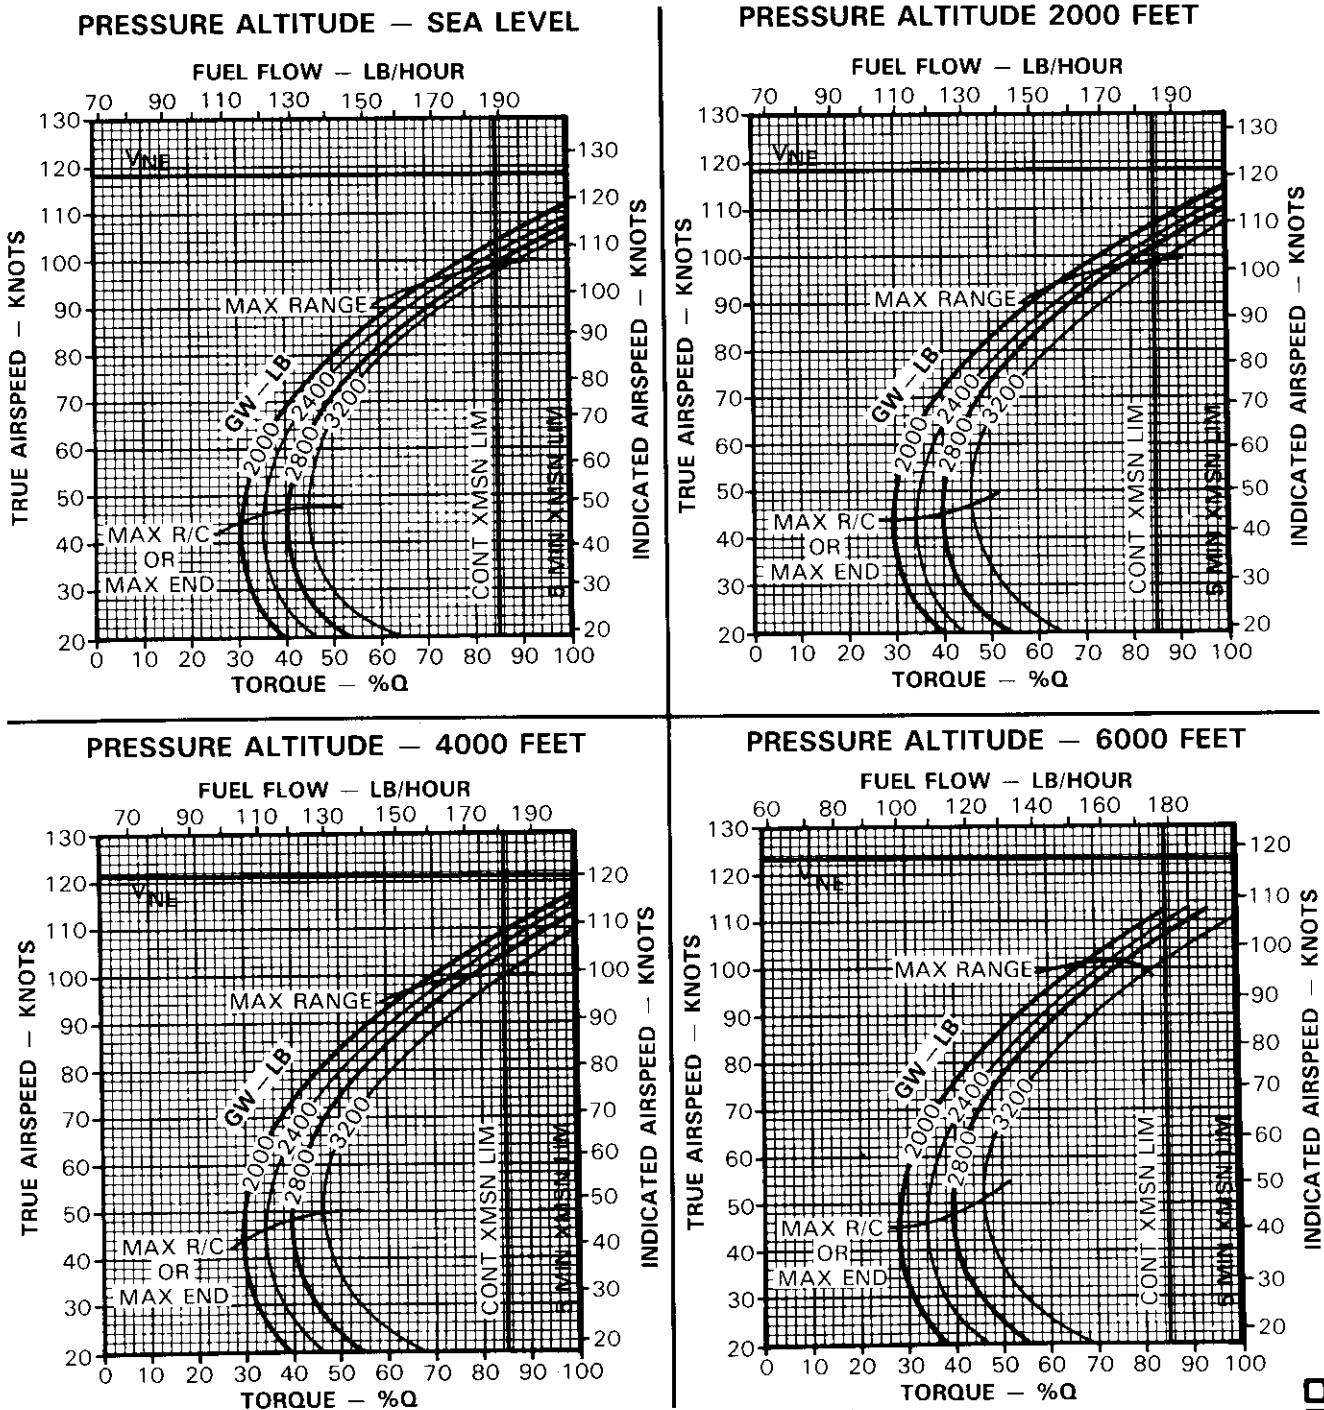 PRESSURE ALTITUDE — SEA LEVEL
FUEL FLOW — LB/HOUR
70 90 110 130 150 170 190
130
120
110
100
90
80
70
60
50
40
30
20
TRUE AIRSPEED — KNOTS
VNE
MAX RANGE
GW – LB
2000
2400
2800
3200
MAX R/C
OR
MAX END
CONT XMSN LIM
5 MIN XMSN LIM
130
120
110
100
90
80
70
60
50
40
30
20
INDICATED AIRSPEED — KNOTS
0 10 20 30 40 50 60 70 80 90 100
TORQUE — %Q
PRESSURE ALTITUDE 2000 FEET
FUEL FLOW — LB/HOUR
70 90 110 130 150 170 190
130
120
110
100
90
80
70
60
50
40
30
20
TRUE AIRSPEED — KNOTS
VNE
MAX RANGE
GW – LB
2000
2400
2800
3200
MAX R/C
OR
MAX END
CONT XMSN LIM
5 MIN XMSN LIM
130
120
110
100
90
80
70
60
50
40
30
20
INDICATED AIRSPEED — KNOTS
0 10 20 30 40 50 60 70 80 90 100
TORQUE — %Q
PRESSURE ALTITUDE — 4000 FEET
FUEL FLOW — LB/HOUR
70 90 110 130 150 170 190
130
120
110
100
90
80
70
60
50
40
30
20
TRUE AIRSPEED — KNOTS
VNE
MAX RANGE
GW – LB
2000
2400
2800
3200
MAX R/C
OR
MAX END
CONT XMSN LIM
5 MIN XMSN LIM
120
110
100
90
80
70
60
50
40
30
20
INDICATED AIRSPEED — KNOTS
0 10 20 30 40 50 60 70 80 90 100
TORQUE — %Q
PRESSURE ALTITUDE — 6000 FEET
FUEL FLOW — LB/HOUR
60 80 100 120 140 160 180
130
120
110
100
90
80
70
60
50
40
30
20
TRUE AIRSPEED — KNOTS
VNE
MAX RANGE
GW – LB
2000
2400
2800
3200
MAX R/C
OR
MAX END
CONT XMSN LIM
5 MIN XMSN LIM
120
110
100
90
80
70
60
50
40
30
20
INDICATED AIRSPEED — KNOTS
0 10 20 30 40 50 60 70 80 90 100
TORQUE — %Q